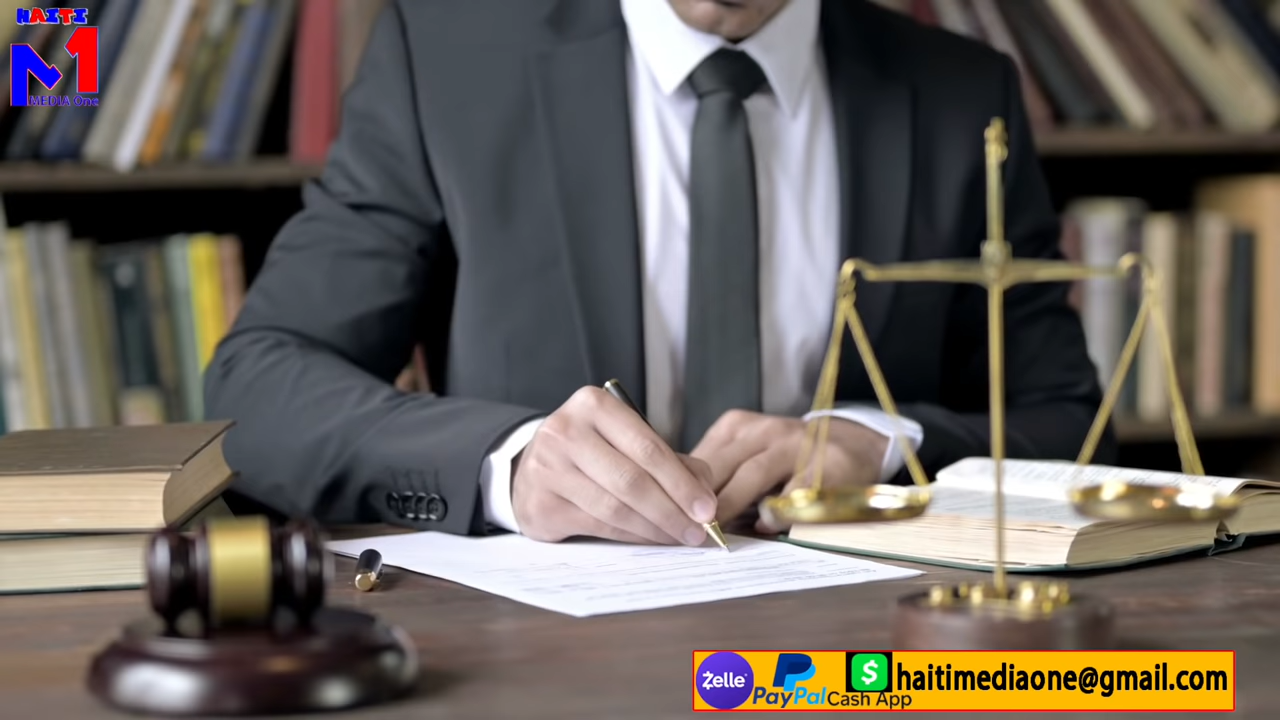 HAITI
M1
MEDIA One
Zelle
PayPal
Cash App
$
haitimediaone@gmail.com